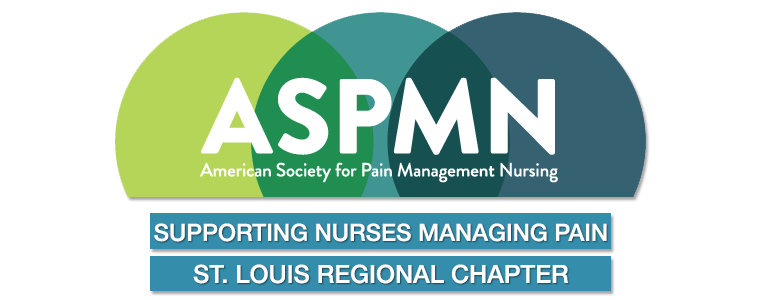 ASPMN
American Society for Pain Management Nursing
SUPPORTING NURSES MANAGING PAIN
ST. LOUIS REGIONAL CHAPTER